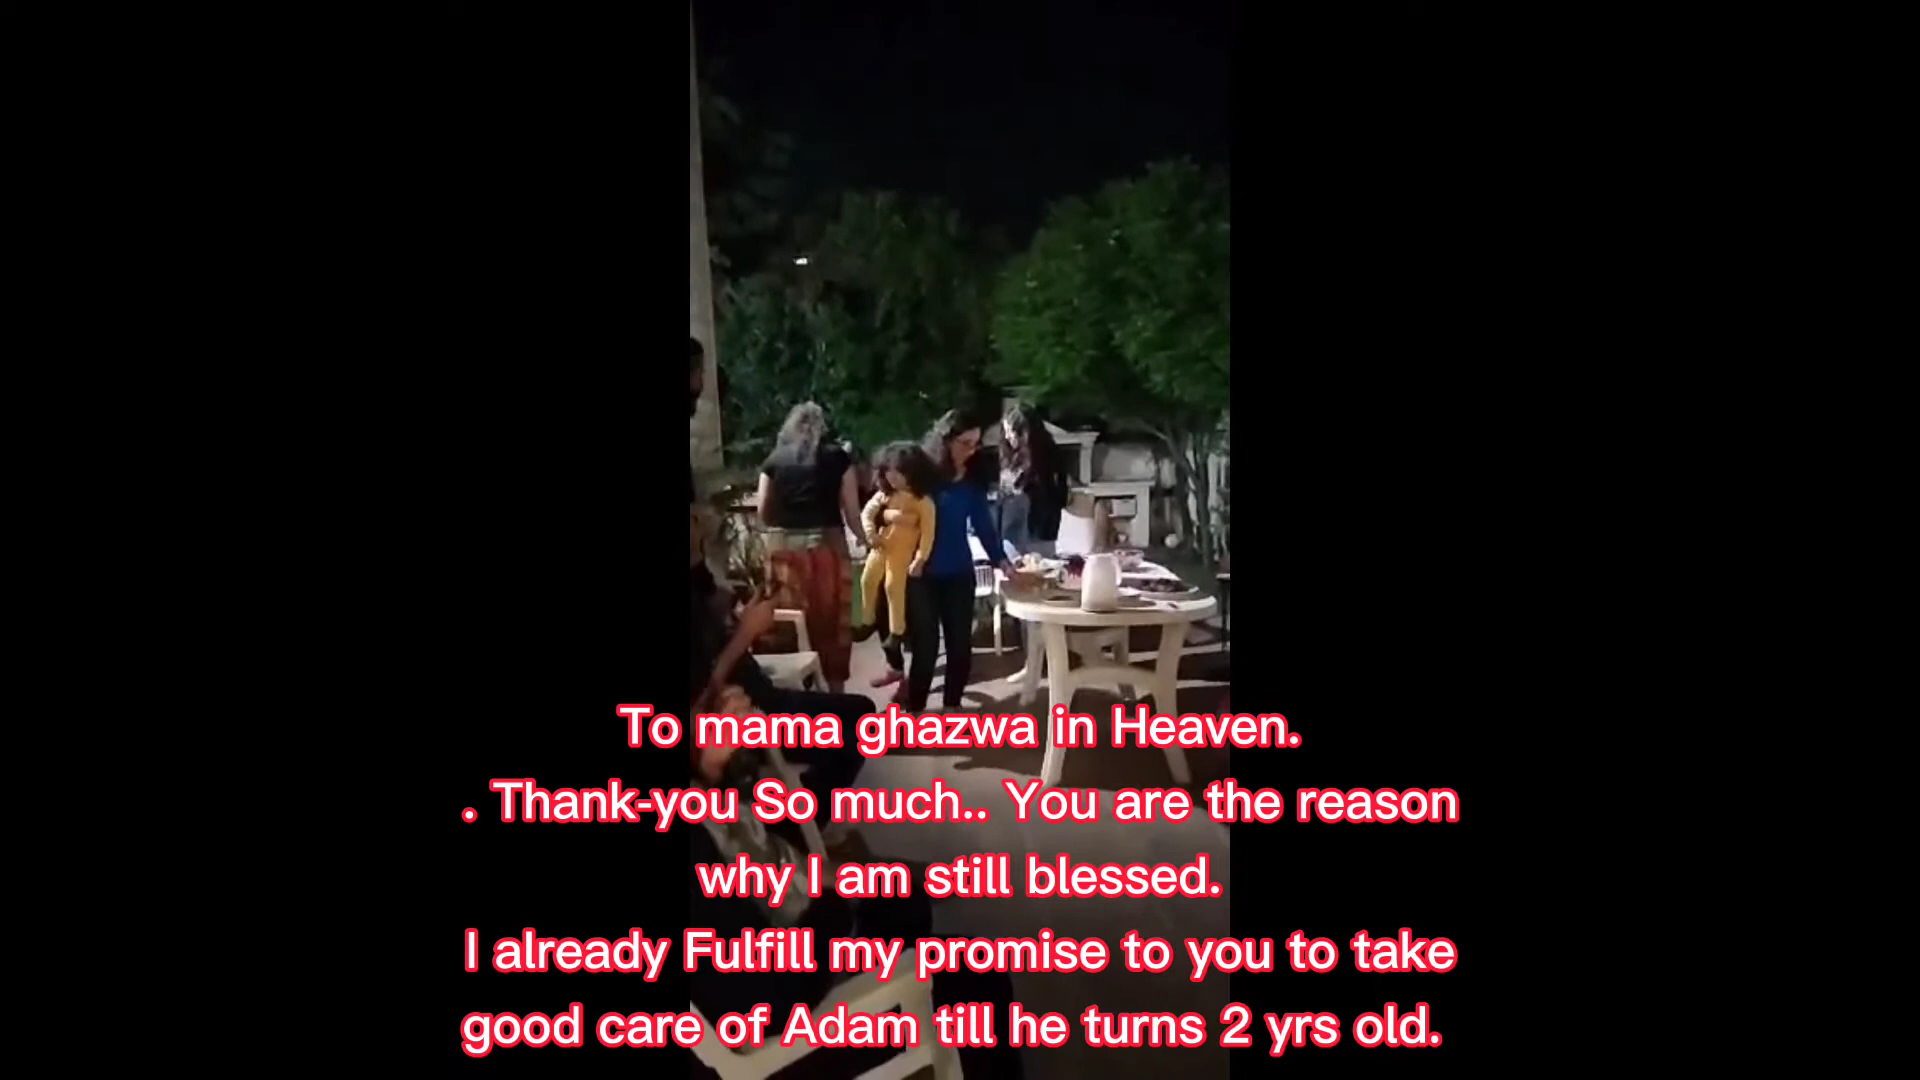 To mama ghazwa in Heaven.
. Thank-you So much.. You are the reason
why I am still blessed.
I already Fulfill my promise to you to take
good care of Adam till he turns 2 yrs old.